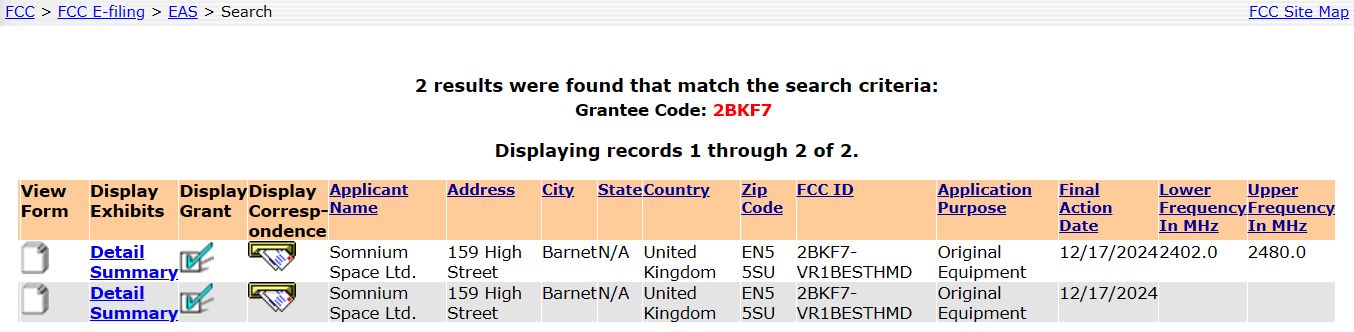 FCC > FCC E-filing > EAS > Search FCC Site Map
2 results were found that match the search criteria:
Grantee Code: 2BKF7
Displaying records 1 through 2 of 2.
View Display Display Display Applicant Address City State Country Zip FCC ID Application Final Lower Upper
Form Exhibits Grant Corresp- Name Code Purpose Action Frequency Frequency
ondence Date In MHz In MHz
Detail Somnium 159 High Barnet N/A United EN5 2BKF7- Original 12/17/2024 2402.0 2480.0
Summary Space Ltd. Street Kingdom 5SU VR1BESTHMD Equipment
Detail Somnium 159 High Barnet N/A United EN5 2BKF7- Original 12/17/2024
Summary Space Ltd. Street Kingdom 5SU VR1BESTHMD Equipment